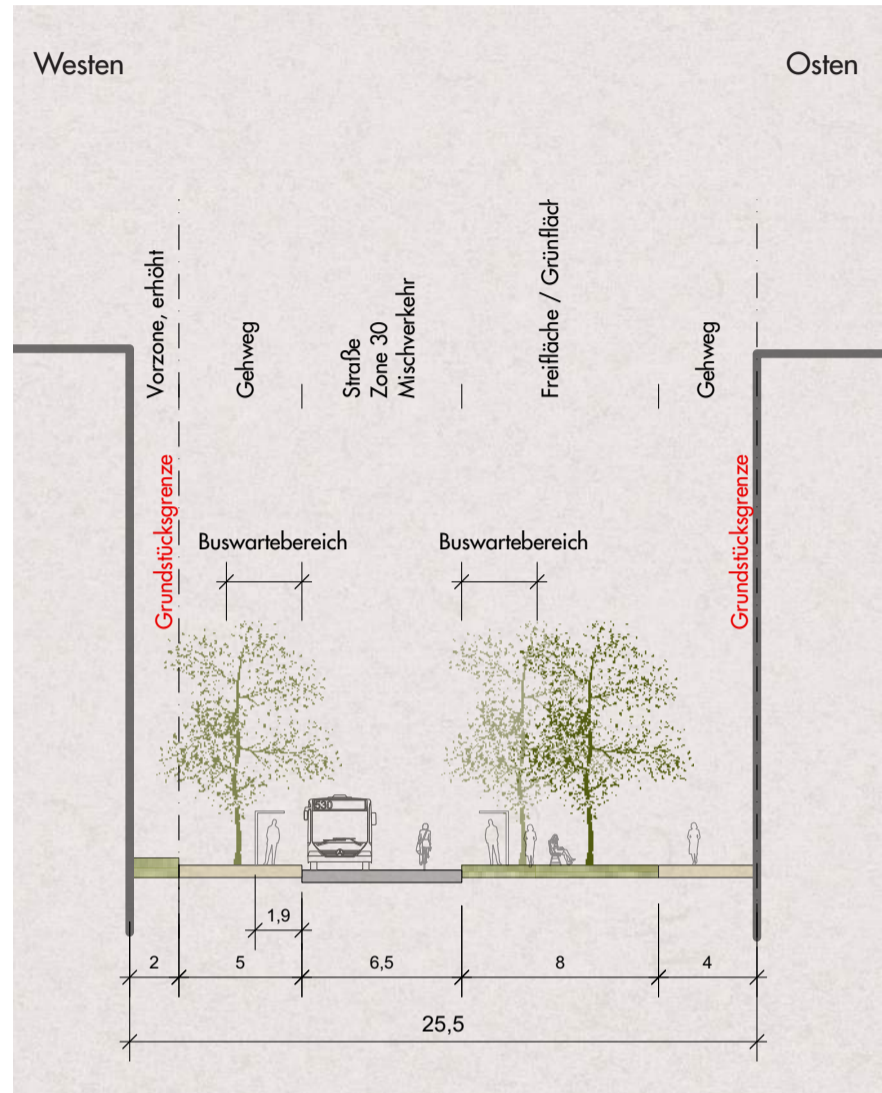 Westen
Osten
Vorzone, erhöht
Gehweg
Straße
Zone 30
Mischverkehr
Freifläche / Grünfläct
Gehweg
Grundstücksgrenze
Grundstücksgrenze
Buswartebereich
Buswartebereich
530
1,9
2
5
6,5
8
4
25,5